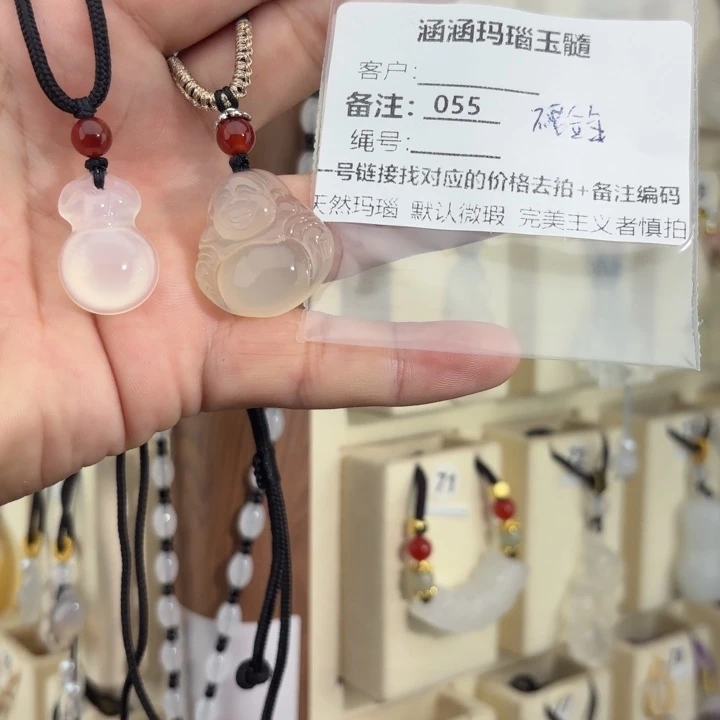 涵涵玛瑙玉髓
客户:
备注: 055 硬金
绳号:
一号链接找对应的价格去拍+备注编码
天然玛瑙 默认微瑕 完美主义者慎拍
71